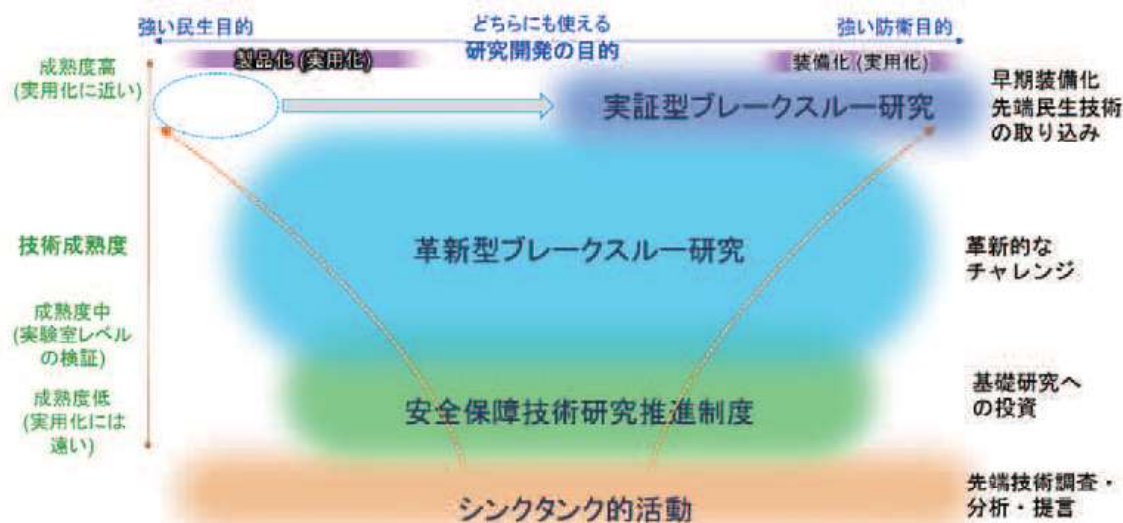 強い民生目的
どちらにも使える
研究開発の目的
強い防衛目的
製品化 (実用化)
装備化 (実用化)
成熟度高
(実用化に近い)
実証型ブレークスルー研究
早期装備化
先端民生技術
の取り込み
技術成熟度
革新型ブレークスルー研究
革新的な
チャレンジ
成熟度中
(実験室レベル
の検証)
成熟度低
(実用化には
遠い)
安全保障技術研究推進制度
基礎研究へ
の投資
シンクタンク的活動
先端技術調査・
分析・提言